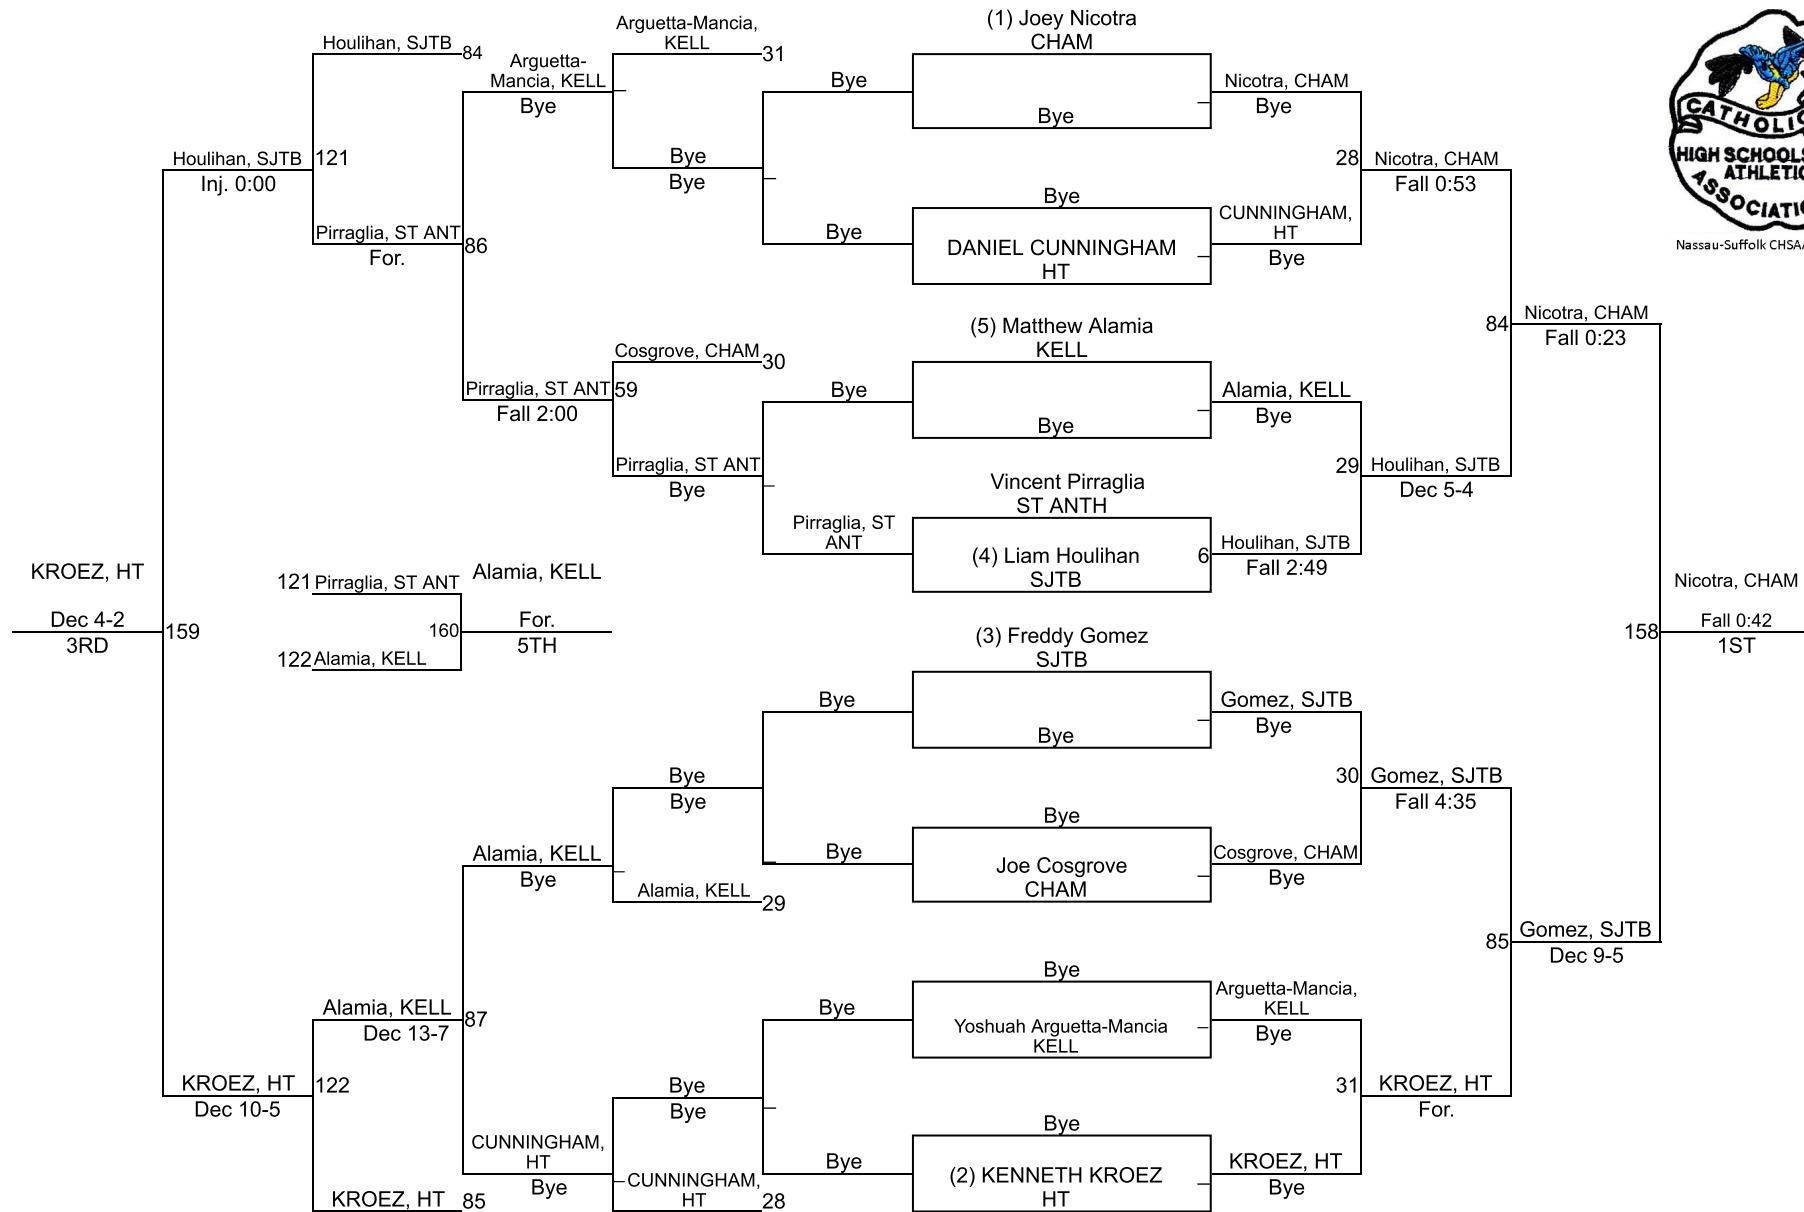 (1) Joey Nicotra
CHAM
Bye
Bye
DANIEL CUNNINGHAM
HT
(5) Matthew Alamia
KELL
Bye
Vincent Pirraglia
ST ANTH
(4) Liam Houlihan
SJTB
(3) Freddy Gomez
SJTB
Bye
Bye
Joe Cosgrove
CHAM
Bye
Yoshuah Arguetta-Mancia
KELL
Bye
(2) KENNETH KROEZ
HT
Nicotra, CHAM
Bye
CUNNINGHAM,
HT
Bye
Alamia, KELL
Bye
6
Houlihan, SJTB
Fall 2:49
Gomez, SJTB
Bye
Cosgrove, CHAM
Bye
Arguetta-Mancia,
KELL
Bye
KROEZ, HT
Bye
28
Nicotra, CHAM
Fall 0:53
29
Houlihan, SJTB
Dec 5-4
30
Gomez, SJTB
Fall 4:35
31
KROEZ, HT
For.
84
Nicotra, CHAM
Fall 0:23
85
Gomez, SJTB
Dec 9-5
158
Nicotra, CHAM
Fall 0:42
1ST
Bye
Bye
Bye
Pirraglia, ST
ANT
Bye
Bye
Bye
Bye
Arguetta-Mancia,
KELL
31
Bye
Bye
Cosgrove, CHAM
30
Pirraglia, ST ANT
Bye
Bye
Bye
Alamia, KELL
29
Bye
Bye
CUNNINGHAM,
HT
28
Arguetta-
Mancia, KELL
Bye
Pirraglia, ST ANT
59
Fall 2:00
Alamia, KELL
Bye
CUNNINGHAM,
HT
Bye
Houlihan, SJTB
84
Pirraglia, ST ANT
86
For.
Alamia, KELL
87
Dec 13-7
KROEZ, HT
85
Houlihan, SJTB
121
Inj. 0:00
KROEZ, HT
122
Dec 10-5
KROEZ, HT
Dec 4-2
159
3RD
121
Pirraglia, ST ANT
122
Alamia, KELL
160
Alamia, KELL
For.
5TH
CATHOLIC
HIGH SCHOOLS
ATHLETIC
ASSOCIATI
Nassau-Suffolk CHSAA